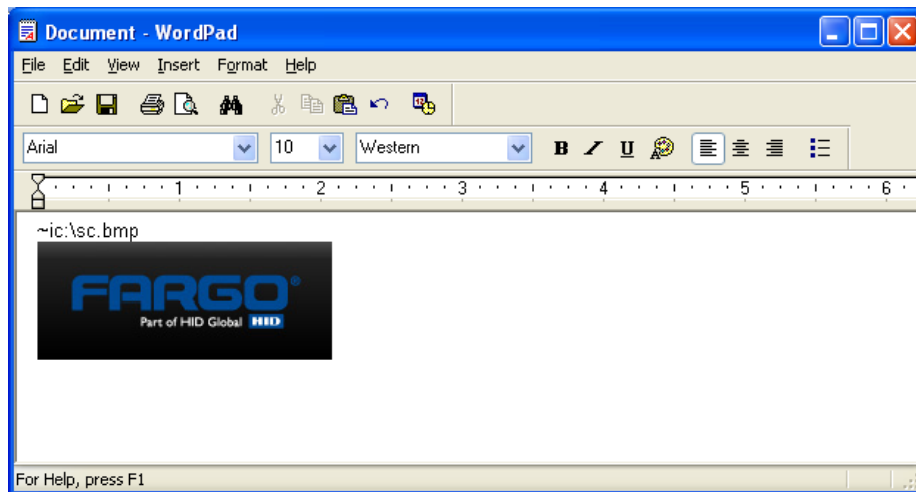 Document - WordPad
File Edit View Insert Format Help
12
Arial 10 Western B / U
1 2 3 4 5 6
~ic:\sc.bmp
FARGO®
Part of HID Global HID
For Help, press F1